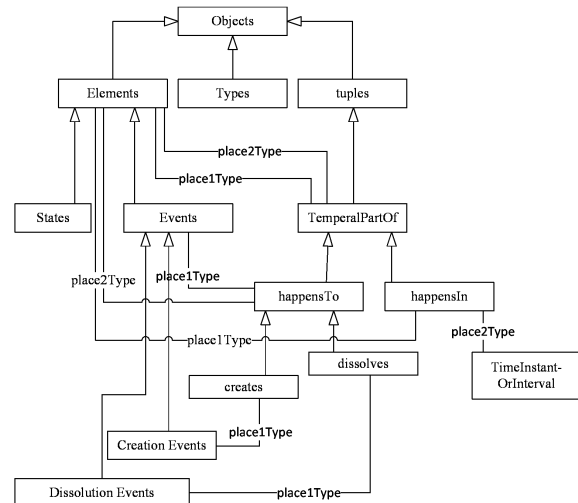 Objects
Elements
Types
tuples
place2Type
place1Type
States
Events
TemperalPartOf
place1Type
place2Type
happensTo
happensIn
place2Type
place1Type
dissolves
TimeInstant-
OrInterval
creates
place1Type
Creation Events
Dissolution Events
place1Type